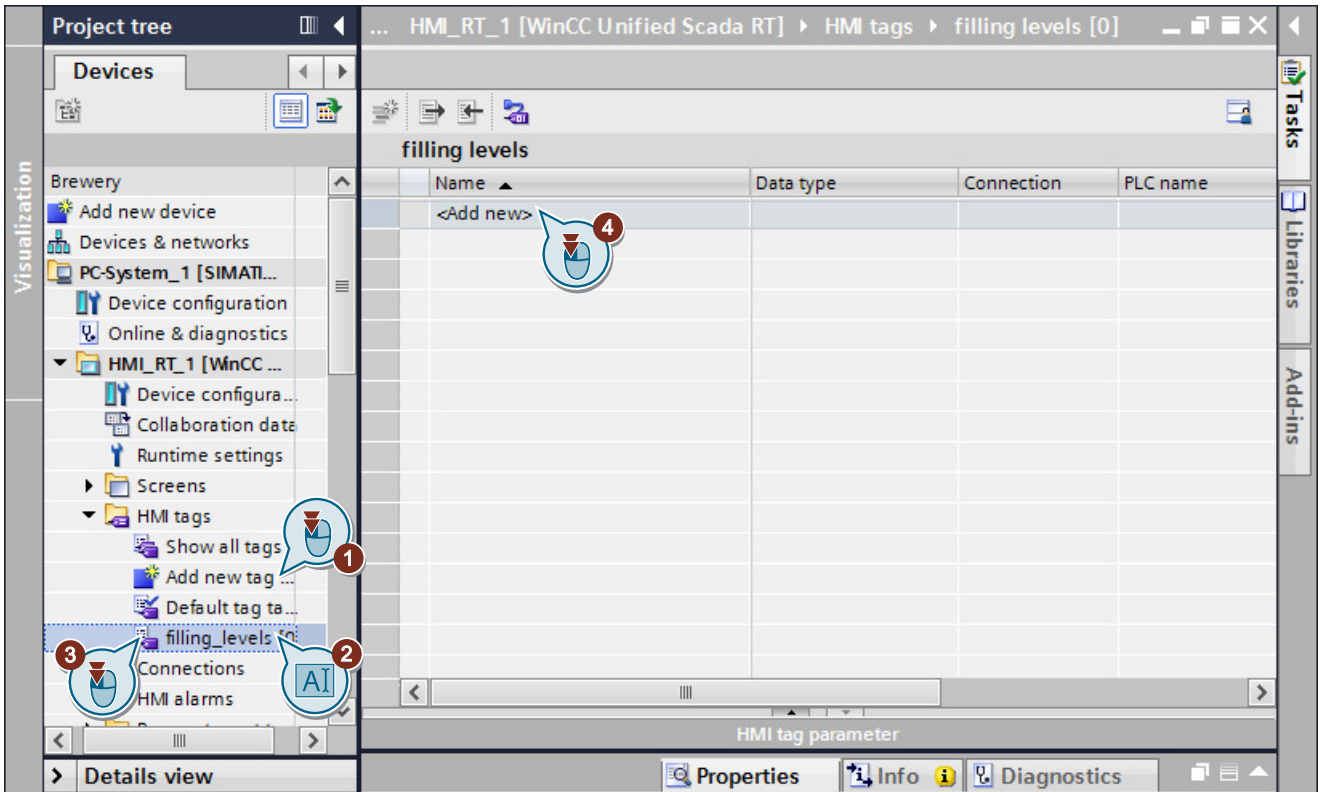 Project tree
... HMI_RT_1 [WinCC Unified Scada RT] HMI tags filling levels [0]
Devices
filling levels
Brewery
Name Data type Connection PLC name
Add new device
<Add new>
4
Devices & networks
PC-System_1 [SIMATI...
Device configuration
Online & diagnostics
HMI_RT_1 [WinCC ...
Device configura...
Collaboration data
Runtime settings
Screens
HMI tags
Show all tags
1
Add new tag ...
Default tag ta...
filling_levels [0
3
2
Connections
AI
HMI alarms
HMI tag parameter
Details view
Properties Info Diagnostics
Visualization
Tasks
Libraries
Add-ins